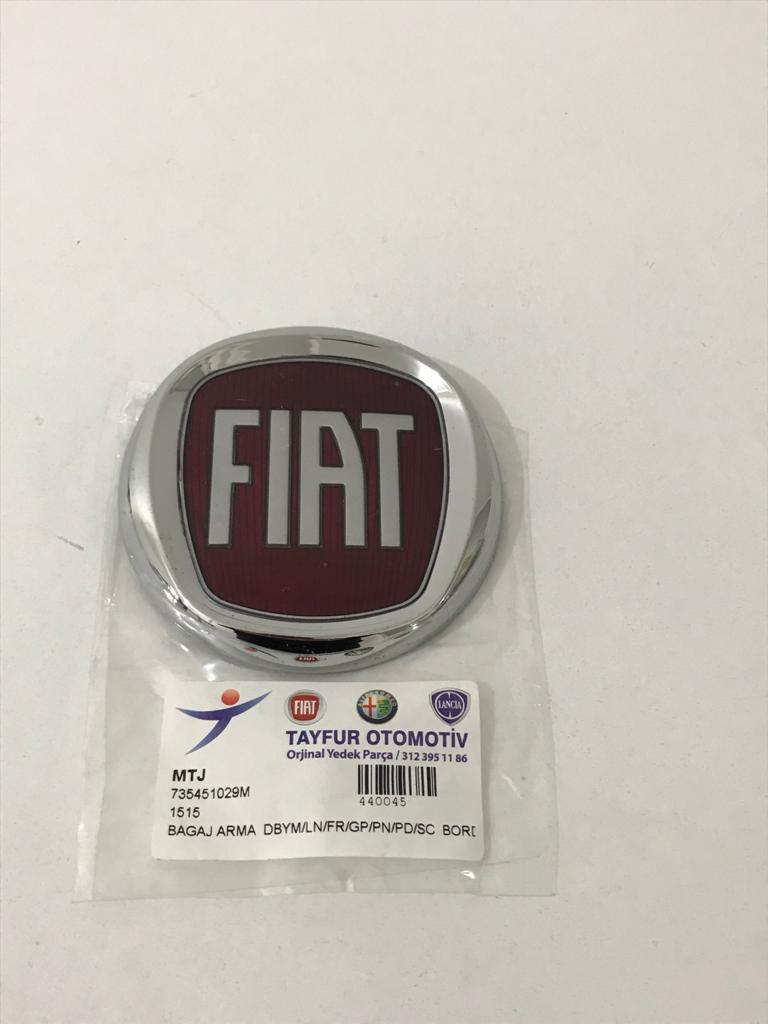 FIAT
FIAT
LANCIA
TAYFUR OTOMOTİV
Orjinal Yedek Parça / 312 395 11 86
MTJ
735451029M
440045
1515
BAGAJ ARMA DBYM/LN/FR/GP/PN/PD/SC BORD